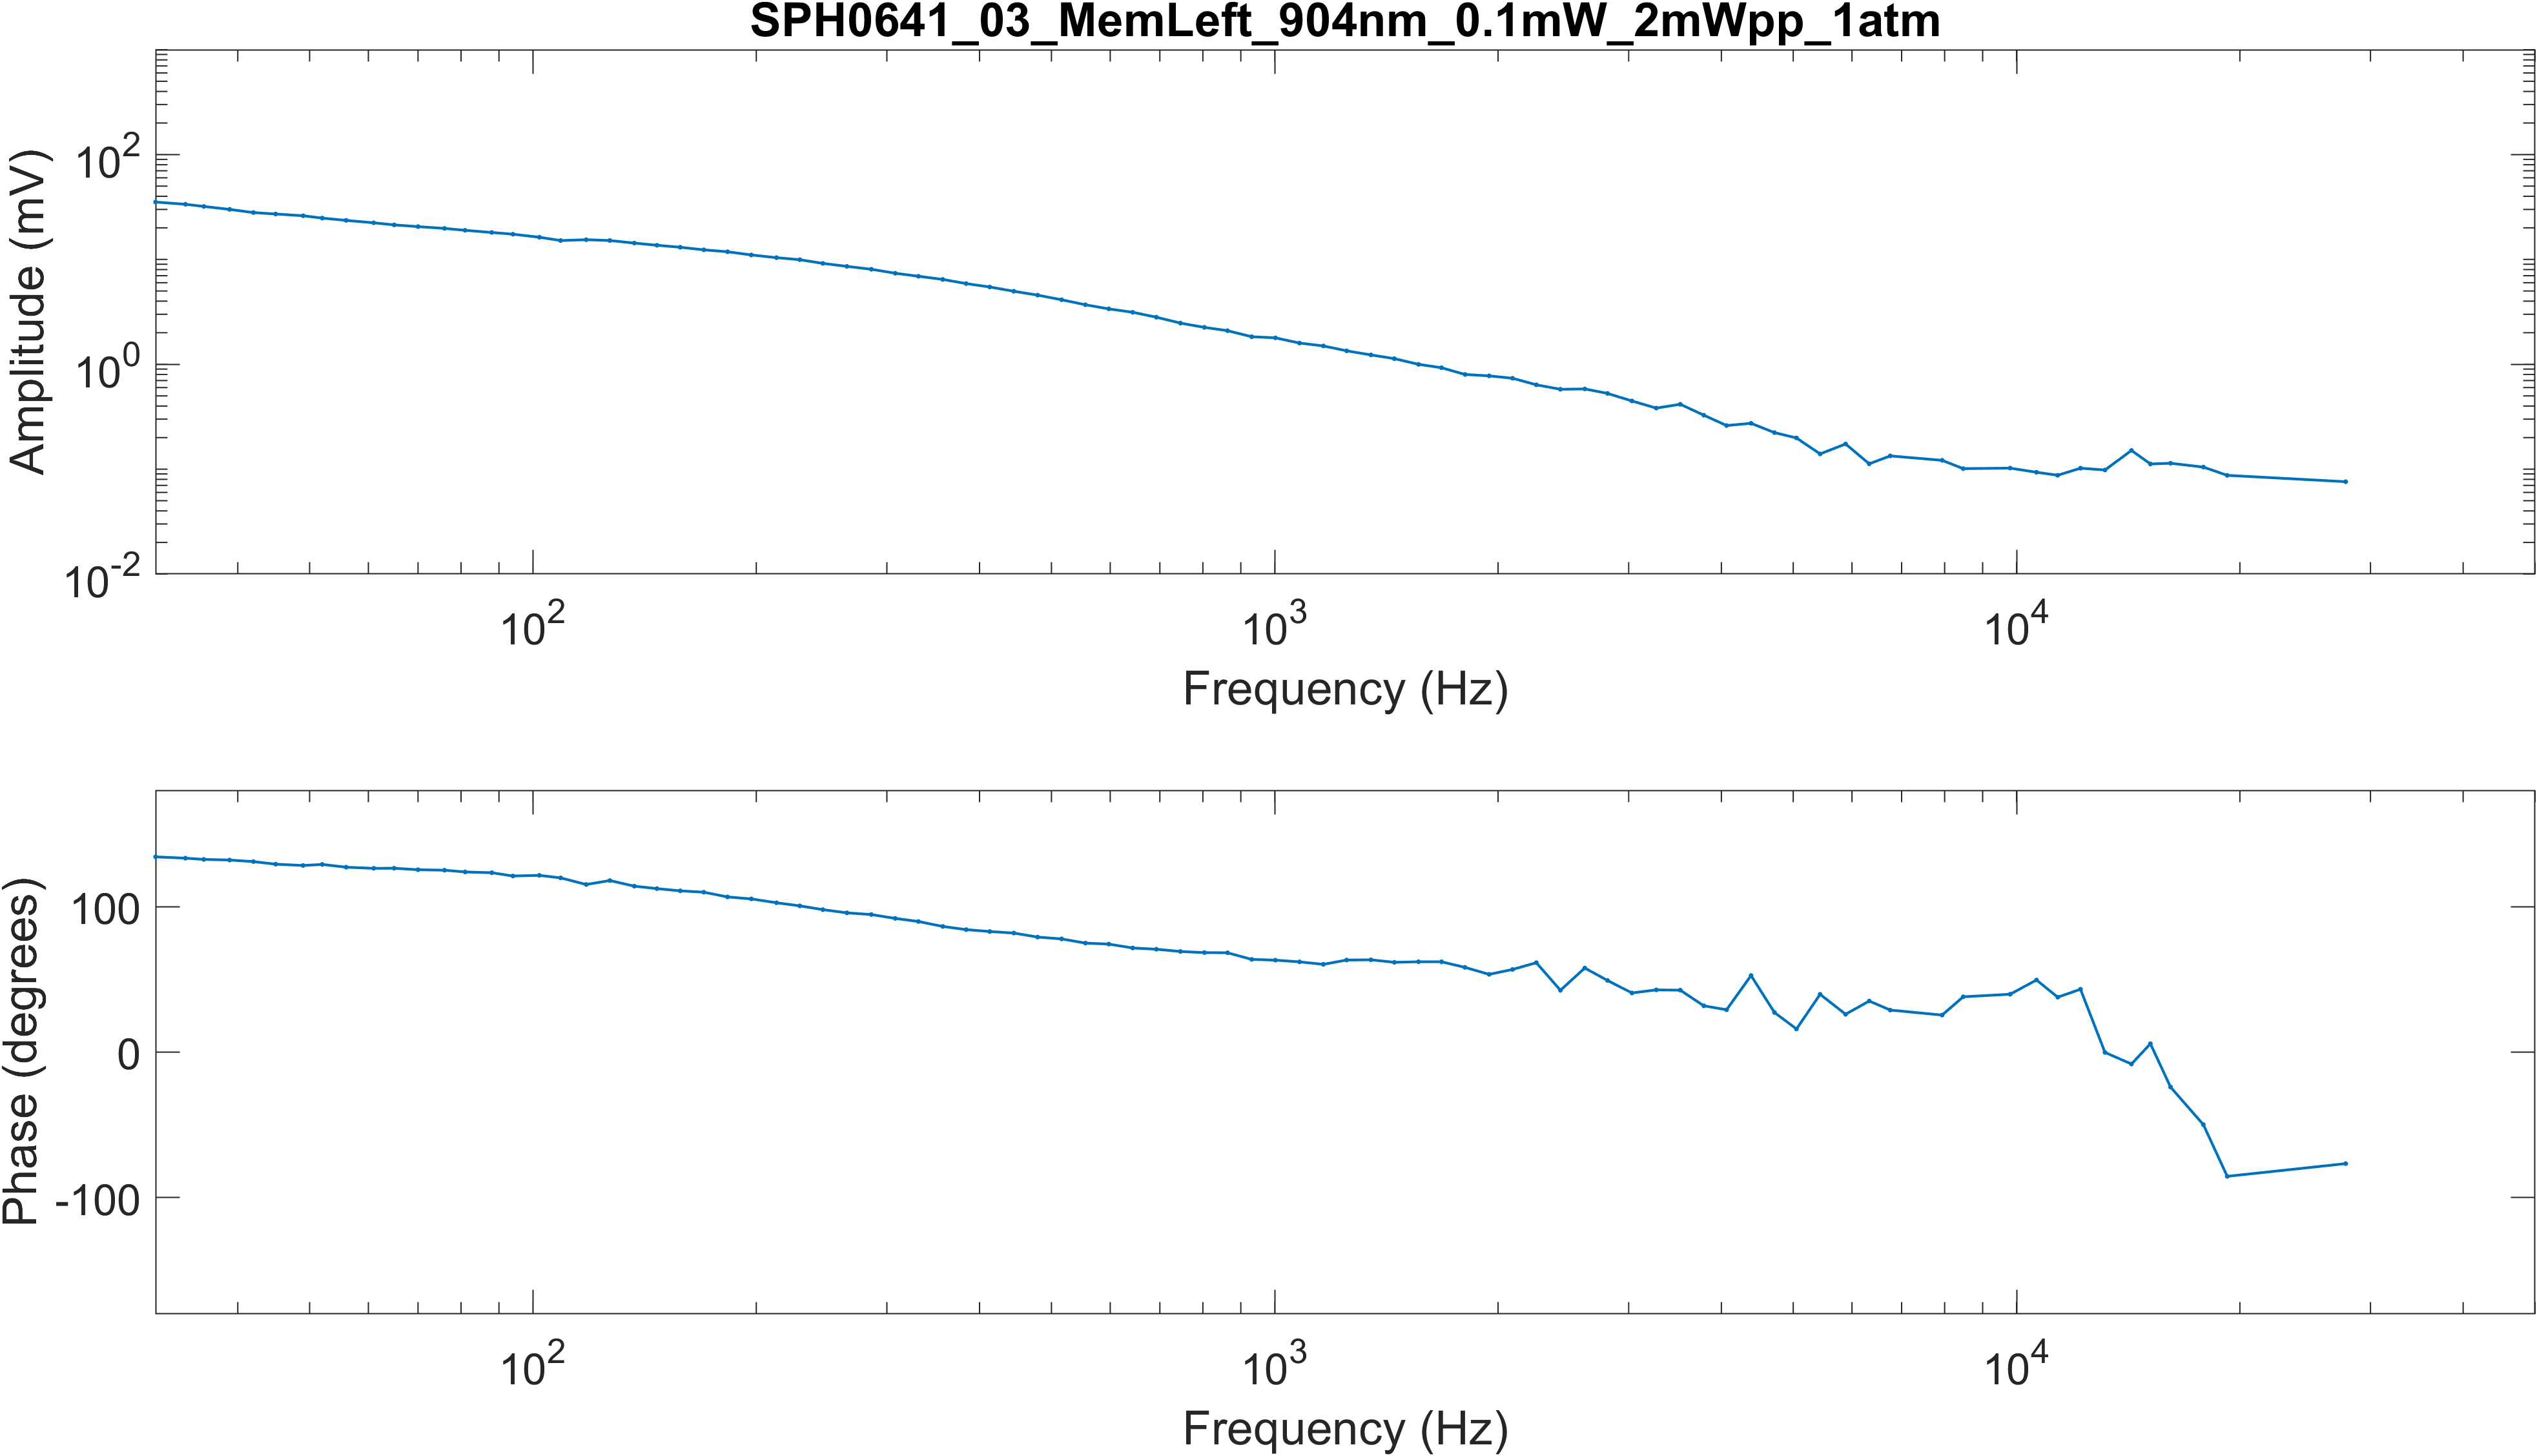 SPH0641_03_MemLeft_904nm_0.1mW_2mWpp_1atm
Amplitude (mV)
10^2
10^0
10^-2
10^2 10^3 10^4
Frequency (Hz)
Phase (degrees)
100
0
-100
10^2 10^3 10^4
Frequency (Hz)